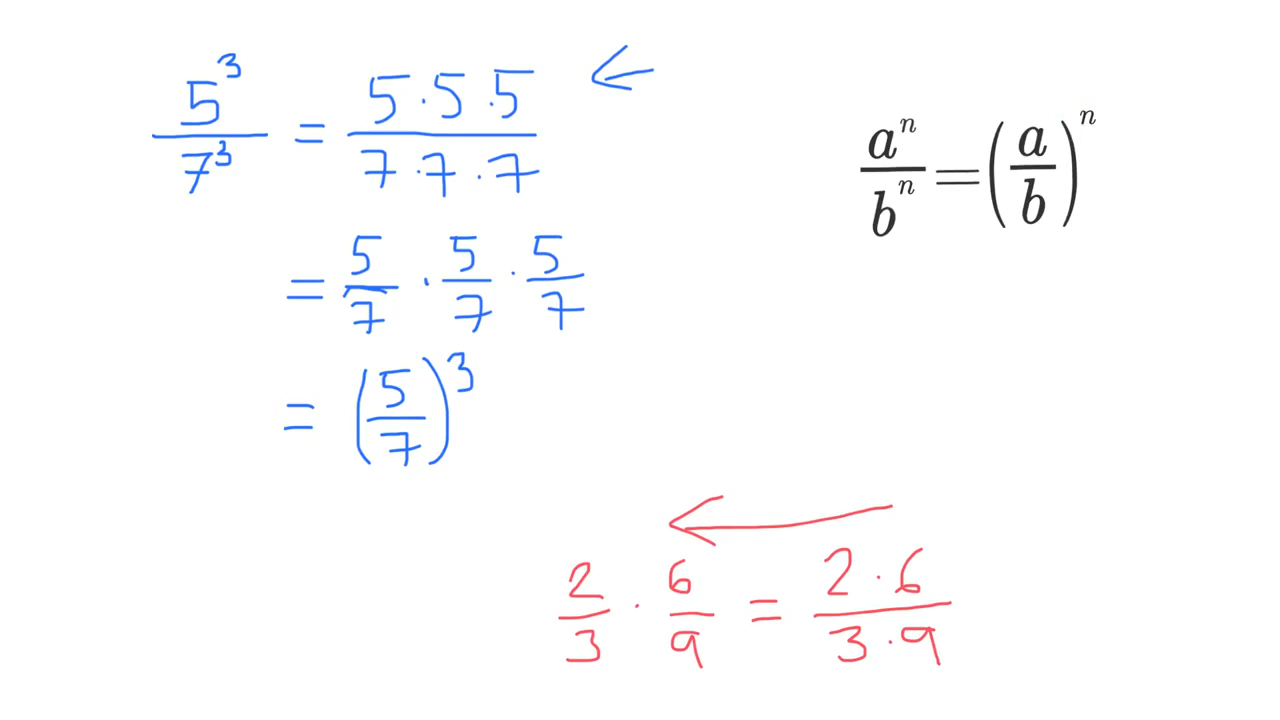 5³/7³ = 5·5·5/7·7·7
aⁿ/bⁿ = (a/b)ⁿ
= 5/7 · 5/7 · 5/7
= (5/7)³
2/3 · 6/9 = 2·6/3·9